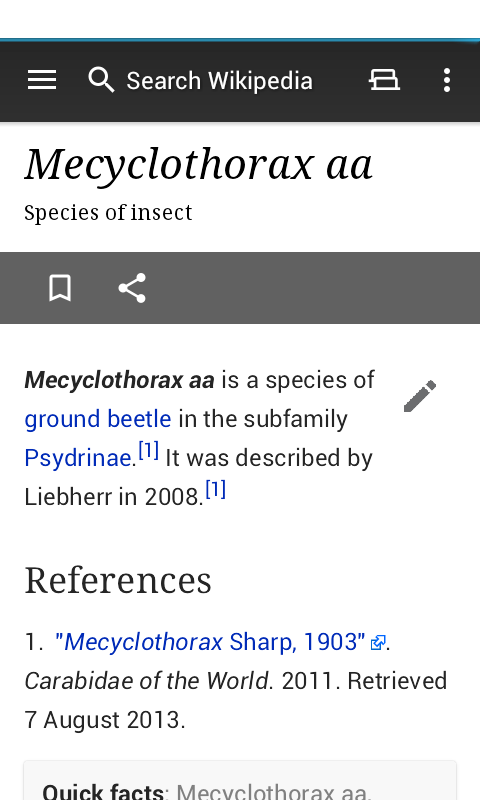 Search Wikipedia
Mecyclothorax aa
Species of insect
Mecyclothorax aa is a species of
ground beetle in the subfamily
Psydrinae.[1] It was described by
Liebherr in 2008.[1]
References
1. "Mecyclothorax Sharp, 1903".
Carabidae of the World. 2011. Retrieved
7 August 2013.
Quick facts: Mecyclothorax aa,